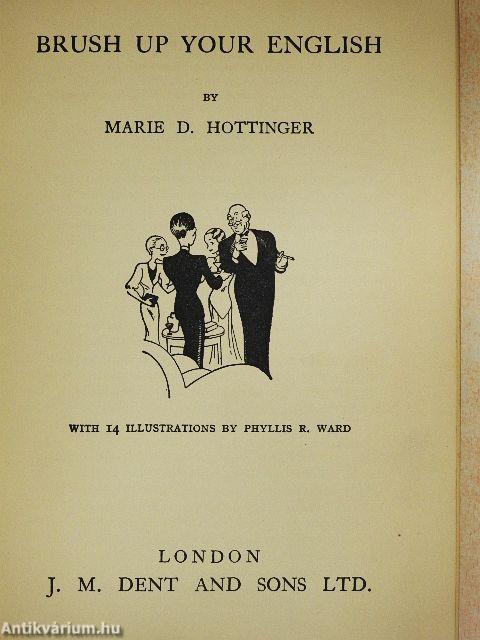 BRUSH UP YOUR ENGLISH
BY
MARIE D. HOTTINGER
WITH 14 ILLUSTRATIONS BY PHYLLIS R. WARD
LONDON
J. M. DENT AND SONS LTD.
Antikvárium.hu